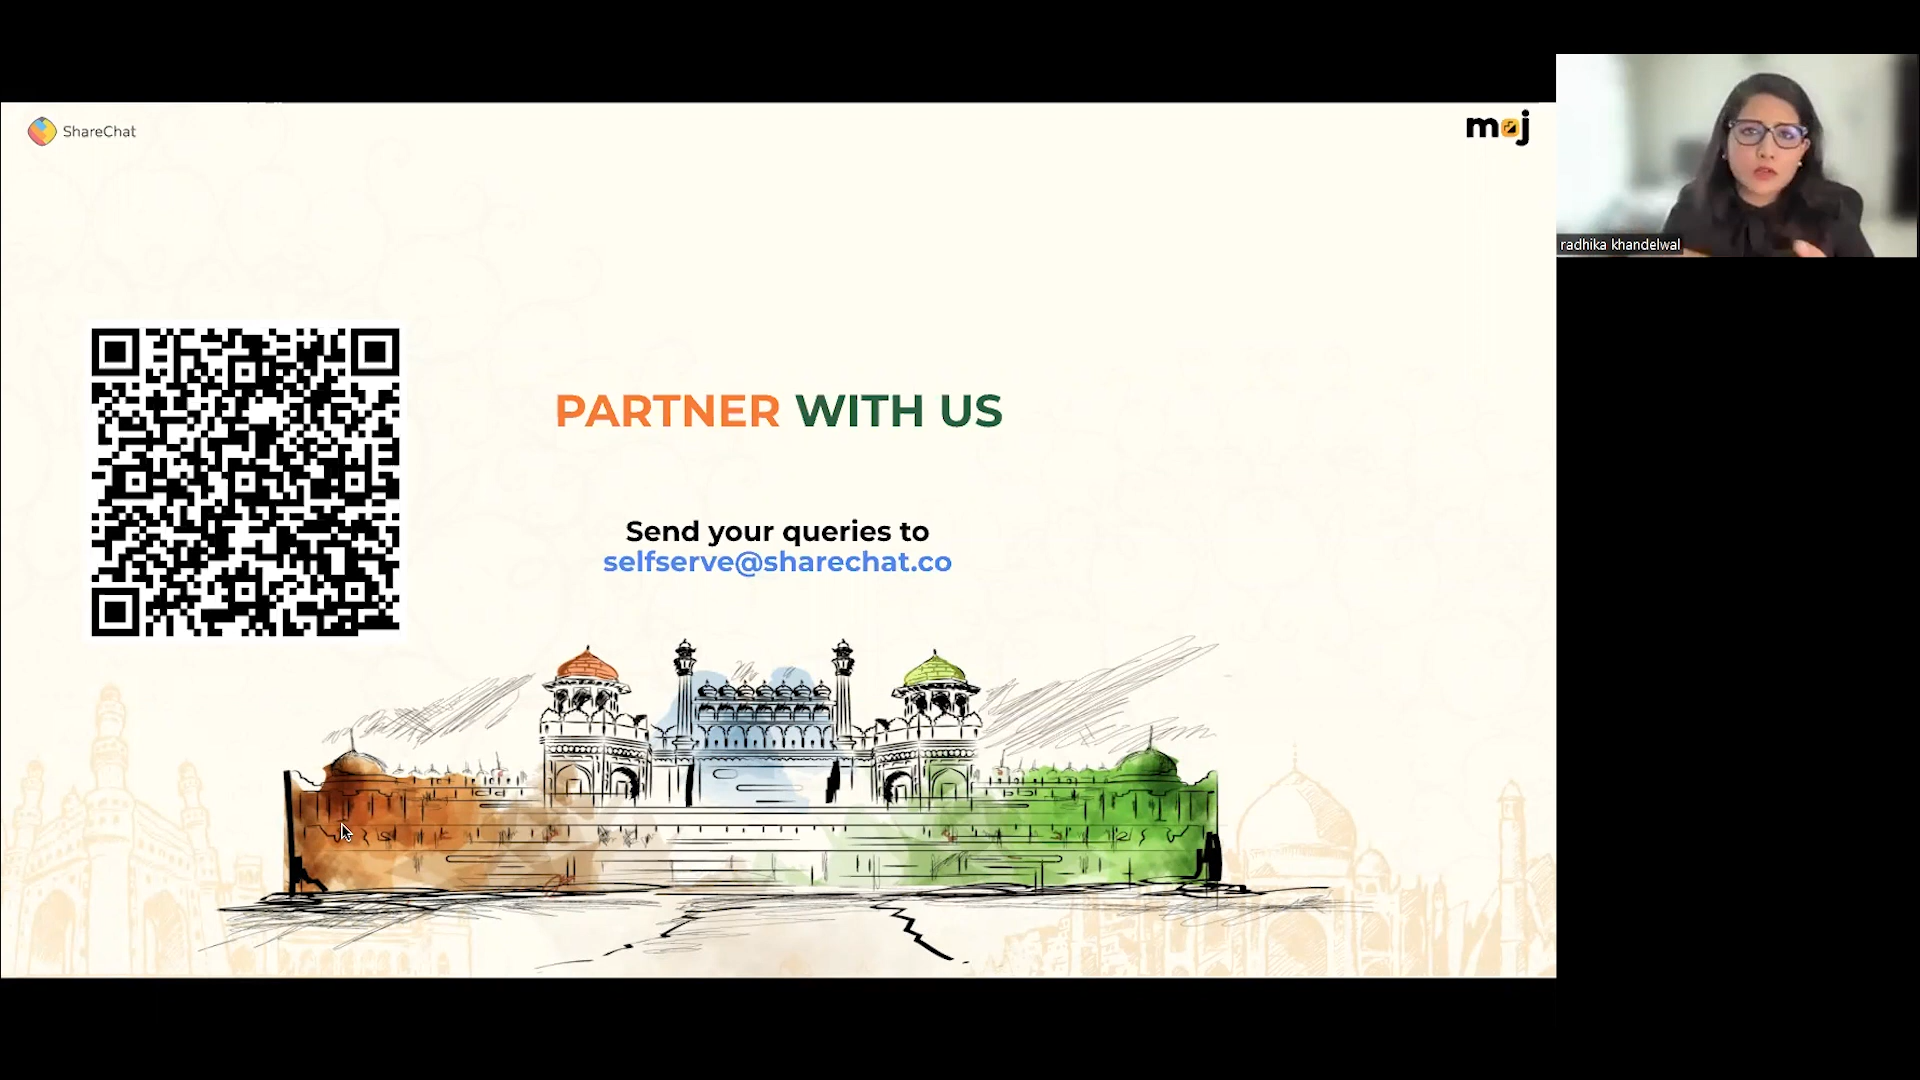 ShareChat
moj
radhika khandelwal
PARTNER WITH US
Send your queries to
selfserve@sharechat.co